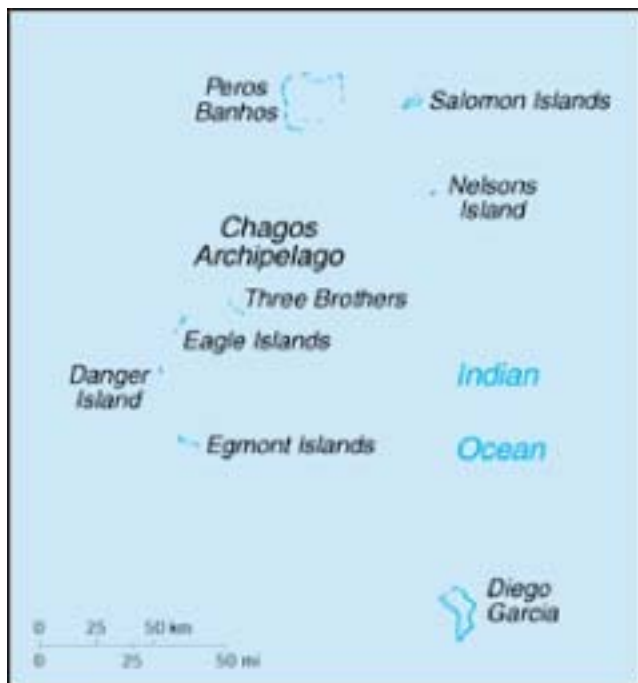 Peros
Banhos
Salomon Islands
Nelsons
Island
Chagos
Archipelago
Three Brothers
Eagle Islands
Danger
Island
Indian
Egmont Islands
Ocean
Diego
Garcia
0 25 50 km
0 25 50 mi